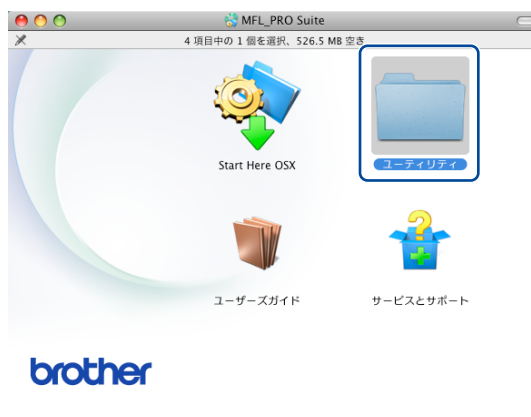 MFL_PRO Suite
4 項目中の 1 個を選択、526.5 MB 空き
Start Here OSX
ユーティリティ
ユーザーズガイド
サービスとサポート
brother